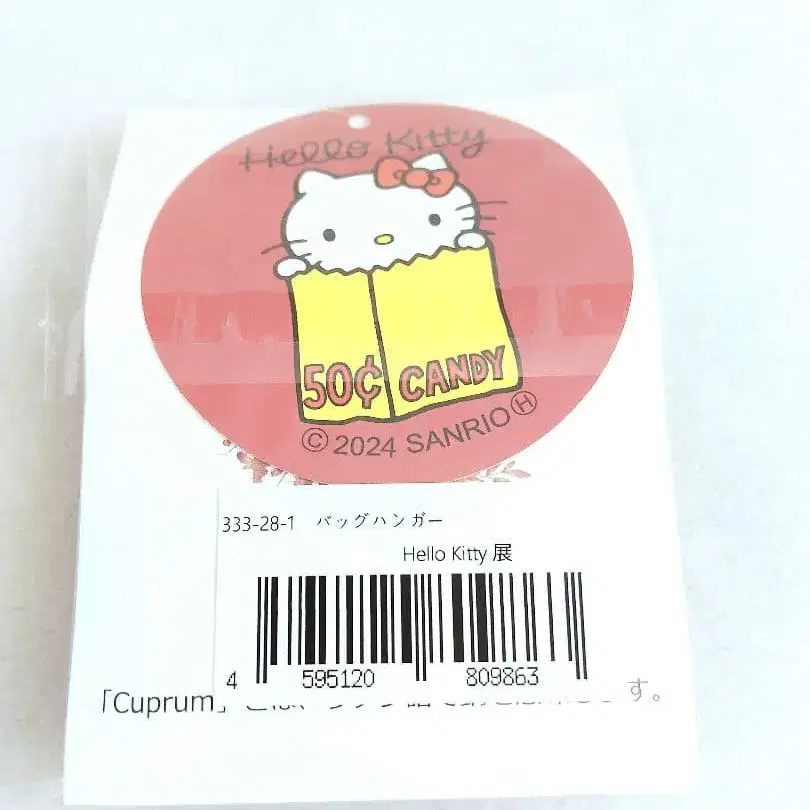 Hello Kitty
50¢ CANDY
© 2024 SANRIO Ⓗ
333-28-1 バッグハンガー
Hello Kitty 展
4 595120 809863
「Cuprum」 す。